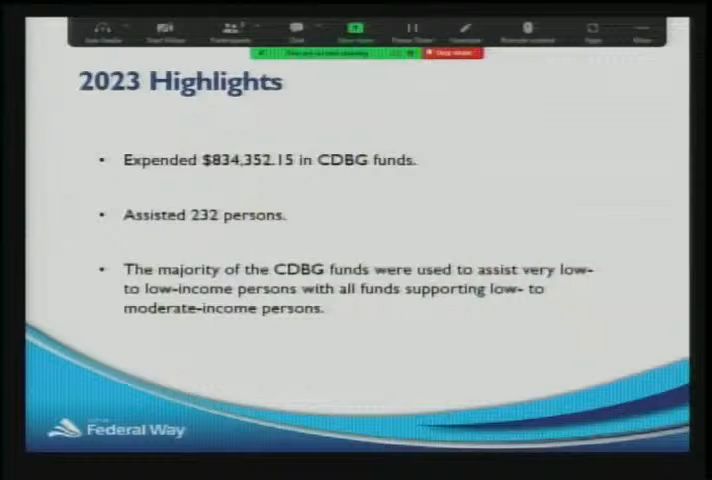 2023 Highlights
• Expended $834,352.15 in CDBG funds.
• Assisted 232 persons.
• The majority of the CDBG funds were used to assist very low-
to low-income persons with all funds supporting low- to
moderate-income persons.
Federal Way